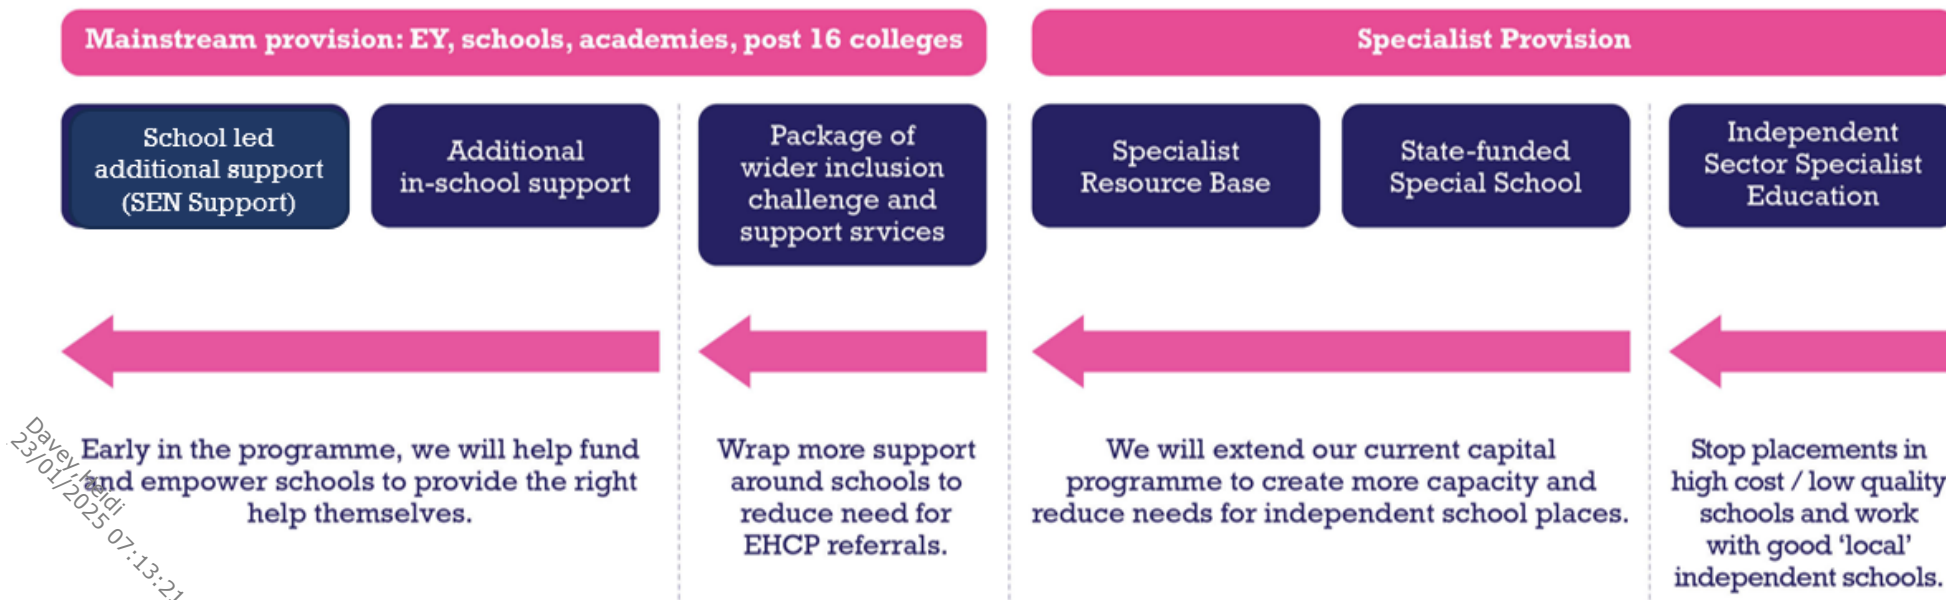 Mainstream provision: EY, schools, academies, post 16 colleges
Specialist Provision
School led
additional support
(SEN Support)
Additional
in-school support
Package of
wider inclusion
challenge and
support srvices
Specialist
Resource Base
State-funded
Special School
Independent
Sector Specialist
Education
Early in the programme, we will help fund
and empower schools to provide the right
help themselves.
Wrap more support
around schools to
reduce need for
EHCP referrals.
We will extend our current capital
programme to create more capacity and
reduce needs for independent school places.
Stop placements in
high cost / low quality
schools and work
with good ‘local’
independent schools.
Davey, Heidi
23/01/2025 07:13:21